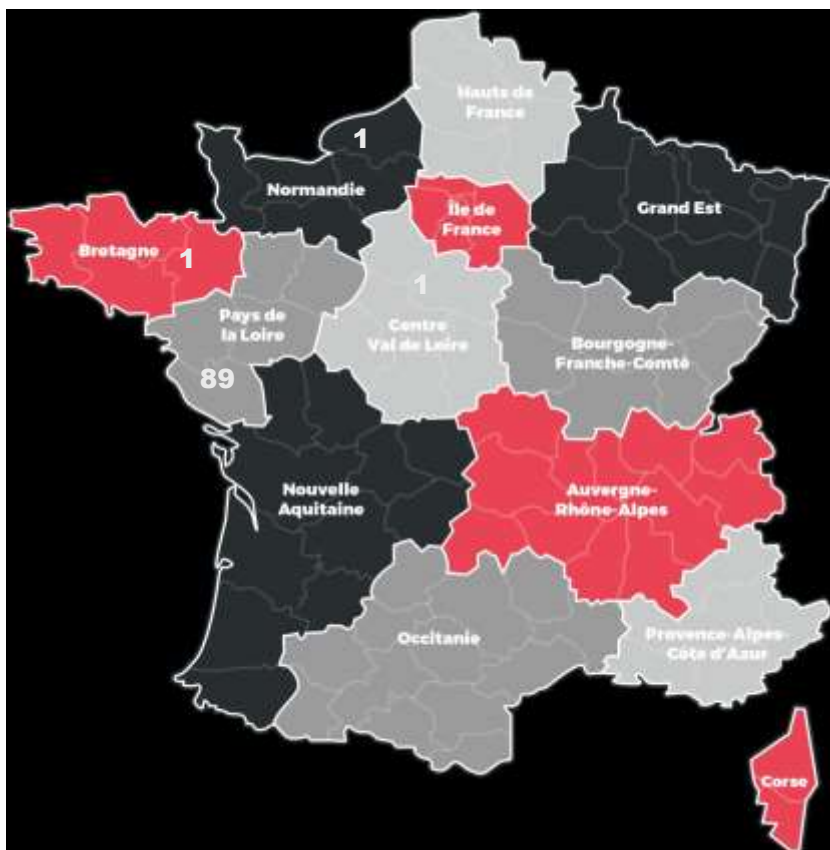 Hauts de
France
1
Normandie
Île de
France
Grand Est
Bretagne
1
1
Pays de
la Loire
Centre
Val de Loire
Bourgogne-
Franche-Comté
89
Nouvelle
Aquitaine
Auvergne-
Rhône-Alpes
Occitanie
Provence-Alpes-
Côte d'Azur
Corse